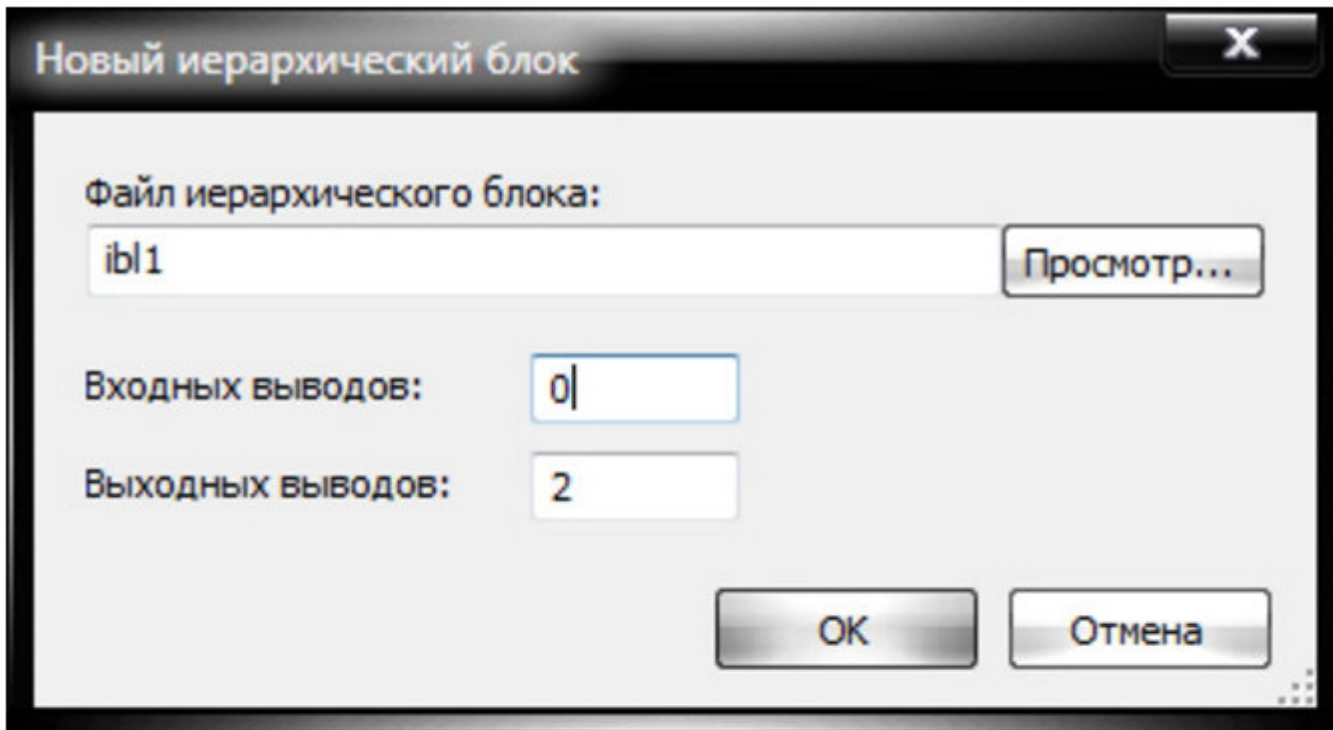 Новый иерархический блок
Файл иерархического блока:
ibl1 Просмотр...
Входных выводов: 0
Выходных выводов: 2
OK Отмена